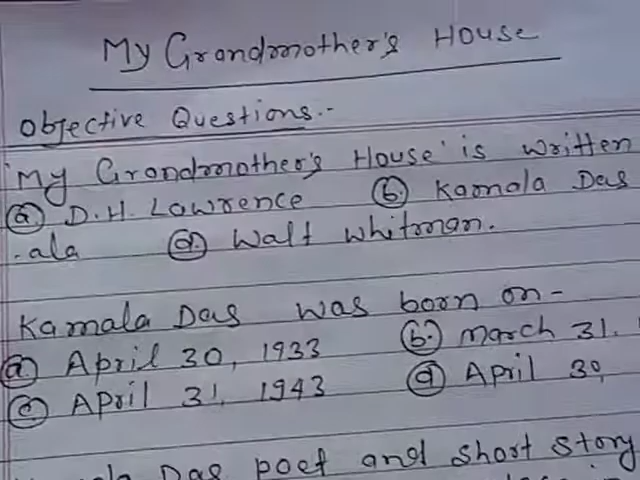 My Grandmother's House
Objective Questions:-
'My Grandmother's House' is written
(a) D.H. Lawrence (b) Kamala Das
ala (d) Walt Whitman.
Kamala Das was born on-
(a) April 30, 1933 (b) March 31.
(c) April 31, 1943 (d) April 30,
Das poet and short story